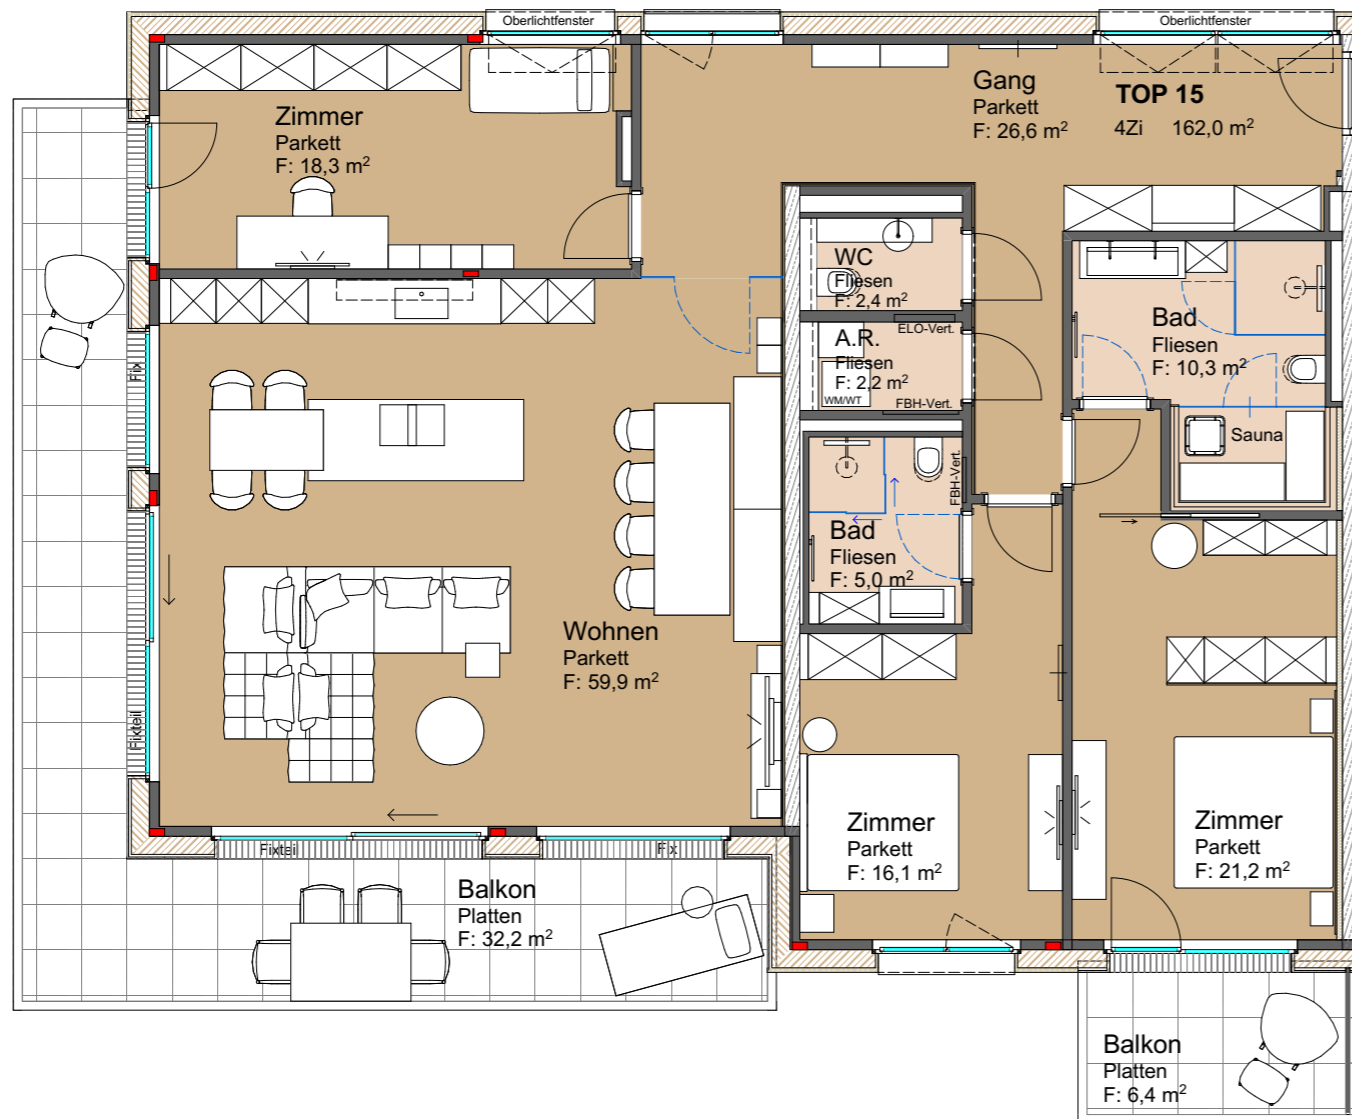 Oberlichtfenster
Oberlichtfenster
Zimmer
Parkett
F: 18,3 m²
Gang
Parkett
F: 26,6 m²
TOP 15
4Zi 162,0 m²
WC
Fliesen
F: 2,4 m²
ELO-Vert.
A.R.
Fliesen
F: 2,2 m²
WM/WT
FBH-Vert.
Bad
Fliesen
F: 10,3 m²
Sauna
Fix
FBH-Vert.
Bad
Fliesen
F: 5,0 m²
Wohnen
Parkett
F: 59,9 m²
Fixteil
Zimmer
Parkett
F: 16,1 m²
Zimmer
Parkett
F: 21,2 m²
Fixteil
Fix
Balkon
Platten
F: 32,2 m²
Balkon
Platten
F: 6,4 m²